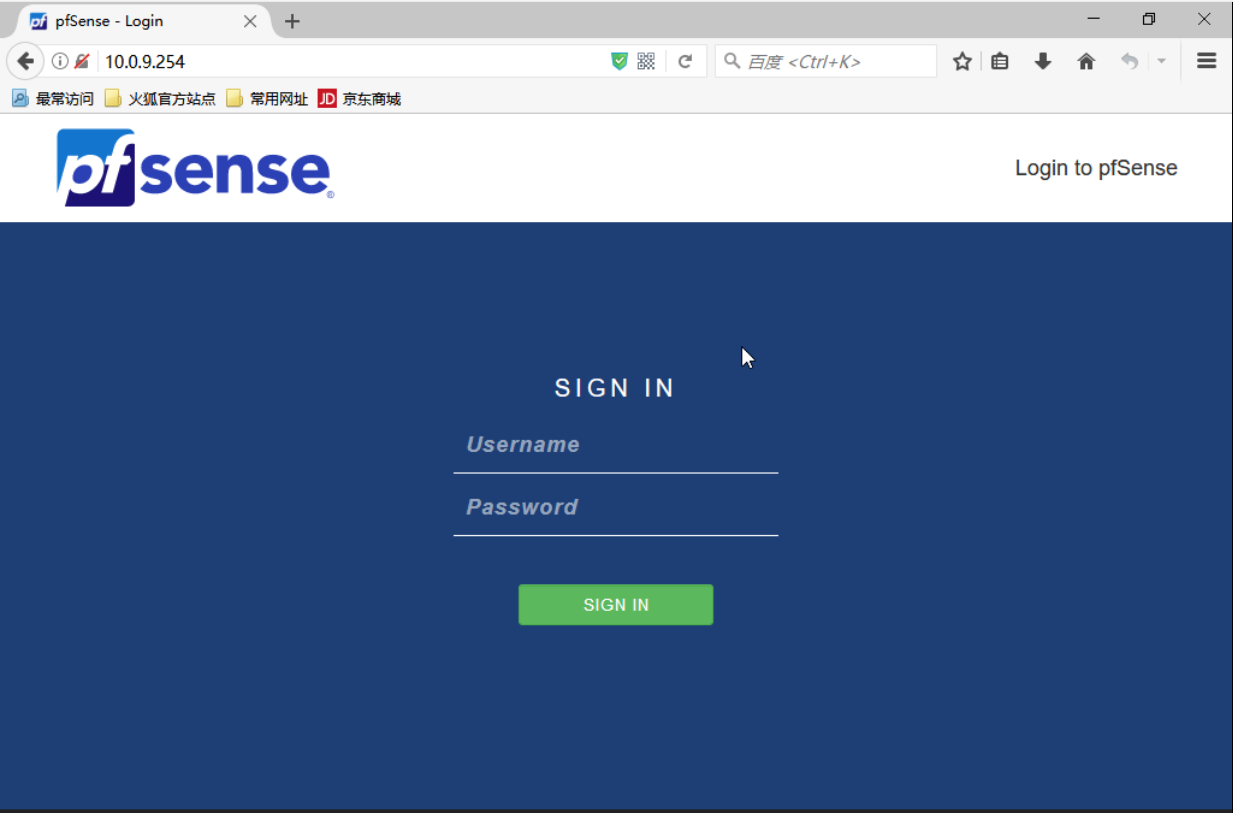 pfSense - Login
10.0.9.254
百度 <Ctrl+K>
最常访问 火狐官方站点 常用网址 JD 京东商城
pfsense®
Login to pfSense
SIGN IN
Username
Password
SIGN IN